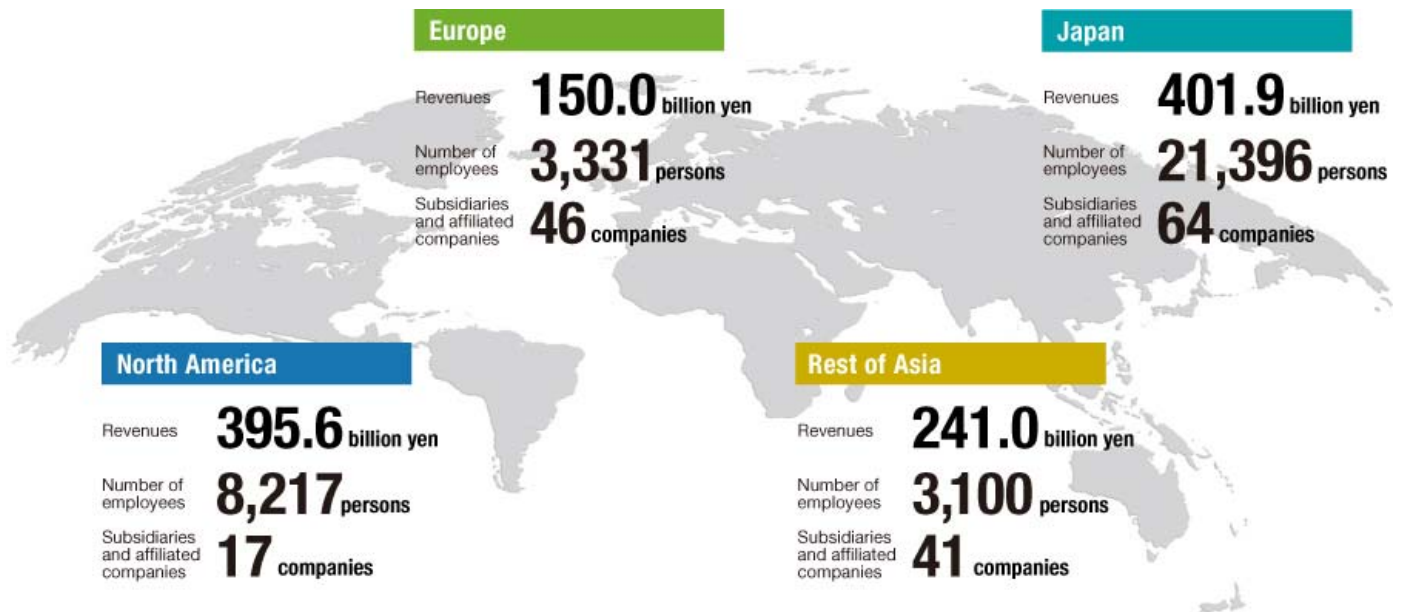 Europe
Revenues 150.0 billion yen
Number of
employees 3,331 persons
Subsidiaries
and affiliated
companies 46 companies
Japan
Revenues 401.9 billion yen
Number of
employees 21,396 persons
Subsidiaries
and affiliated
companies 64 companies
North America
Revenues 395.6 billion yen
Number of
employees 8,217 persons
Subsidiaries
and affiliated
companies 17 companies
Rest of Asia
Revenues 241.0 billion yen
Number of
employees 3,100 persons
Subsidiaries
and affiliated
companies 41 companies